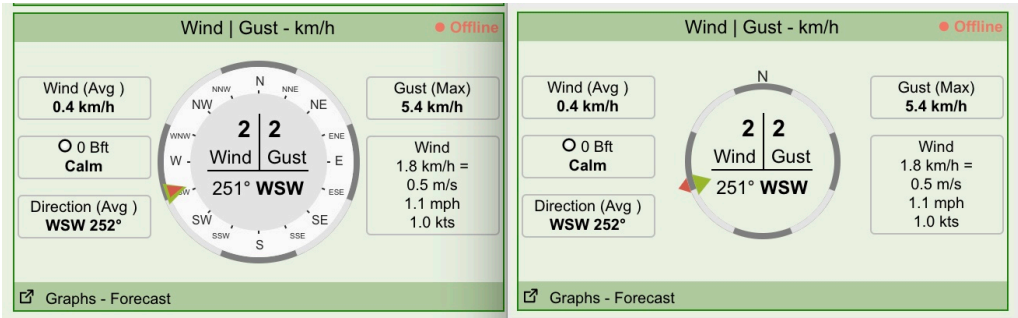 Wind | Gust - km/h
Offline
Wind (Avg )
0.4 km/h
0 Bft
Calm
Direction (Avg )
WSW 252°
N
NNW
NNE
NW
NE
WNW
ENE
W
E
ESE
SW
SE
SSW
SSE
S
2 | 2
Wind | Gust
251° WSW
Gust (Max)
5.4 km/h
Wind
1.8 km/h =
0.5 m/s
1.1 mph
1.0 kts
Graphs - Forecast
Wind | Gust - km/h
Offline
Wind (Avg )
0.4 km/h
0 Bft
Calm
Direction (Avg )
WSW 252°
N
2 | 2
Wind | Gust
251° WSW
Gust (Max)
5.4 km/h
Wind
1.8 km/h =
0.5 m/s
1.1 mph
1.0 kts
Graphs - Forecast